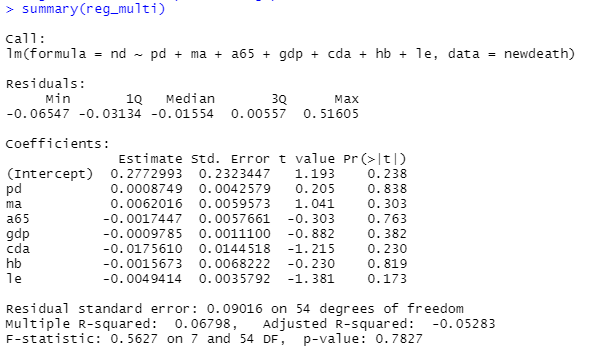 > summary(reg_multi)
Call:
lm(formula = nd ~ pd + ma + a65 + gdp + cda + hb + le, data = newdeath)
Residuals:
Min 1Q Median 3Q Max
-0.06547 -0.03134 -0.01554 0.00557 0.51605
Coefficients:
Estimate Std. Error t value Pr(>|t|)
(Intercept) 0.2772993 0.2323447 1.193 0.238
pd 0.0008749 0.0042579 0.205 0.838
ma 0.0062016 0.0059573 1.041 0.303
a65 -0.0017447 0.0057661 -0.303 0.763
gdp -0.0009785 0.0011100 -0.882 0.382
cda -0.0175610 0.0144518 -1.215 0.230
hb -0.0015673 0.0068222 -0.230 0.819
le -0.0049414 0.0035792 -1.381 0.173
Residual standard error: 0.09016 on 54 degrees of freedom
Multiple R-squared: 0.06798, Adjusted R-squared: -0.05283
F-statistic: 0.5627 on 7 and 54 DF, p-value: 0.7827